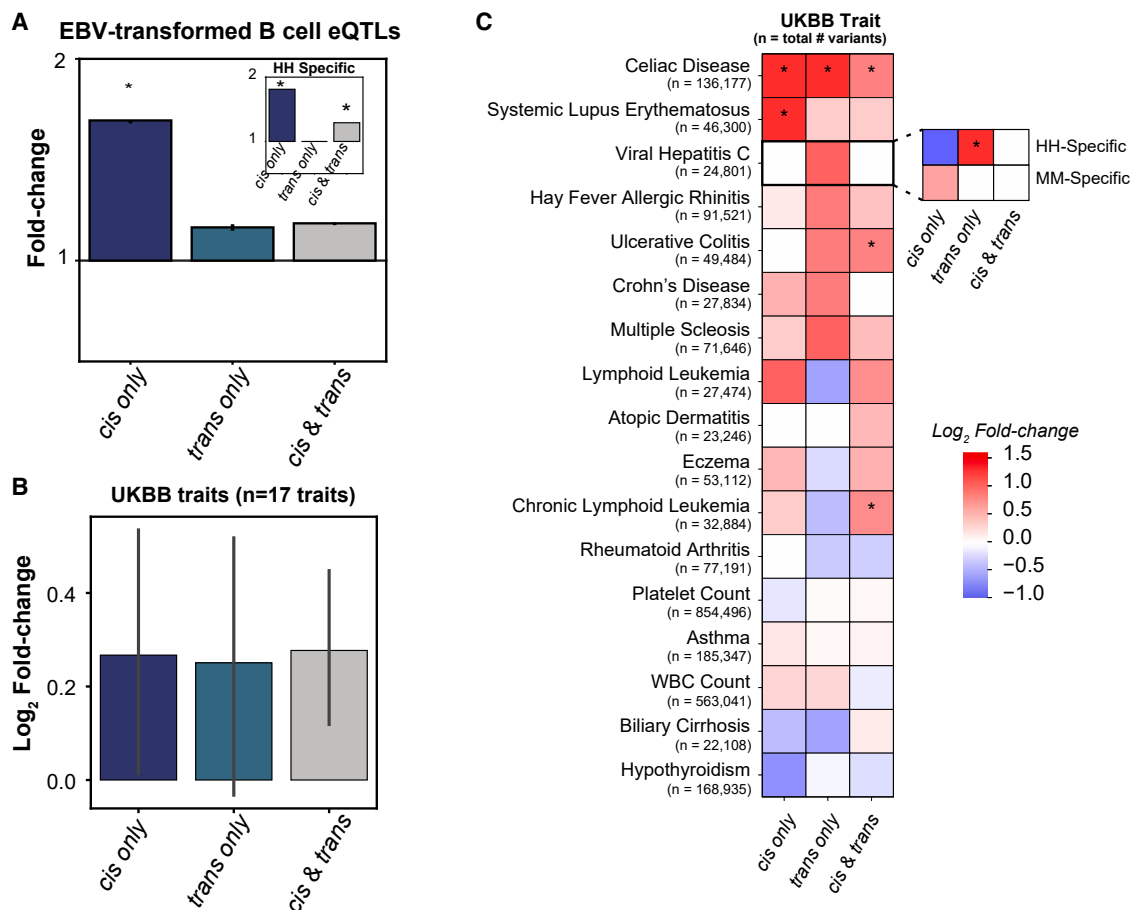 A
EBV-transformed B cell eQTLs
Fold-change
2
1
*
HH Specific
2
1
*
*
cis only
trans only
cis & trans
cis only
trans only
cis & trans
B
UKBB traits (n=17 traits)
Log2 Fold-change
0.4
0.2
0.0
cis only
trans only
cis & trans
C
UKBB Trait
(n = total # variants)
Celiac Disease
(n = 136,177)
* * *
Systemic Lupus Erythematosus
(n = 46,300)
*
Viral Hepatitis C
(n = 24,801)
Hay Fever Allergic Rhinitis
(n = 91,521)
Ulcerative Colitis
(n = 49,484)
*
Crohn's Disease
(n = 27,834)
Multiple Scleosis
(n = 71,646)
Lymphoid Leukemia
(n = 27,474)
Atopic Dermatitis
(n = 23,246)
Eczema
(n = 53,112)
Chronic Lymphoid Leukemia
(n = 32,884)
*
Rheumatoid Arthritis
(n = 77,191)
Platelet Count
(n = 854,496)
Asthma
(n = 185,347)
WBC Count
(n = 563,041)
Biliary Cirrhosis
(n = 22,108)
Hypothyroidism
(n = 168,935)
cis only
trans only
cis & trans
* HH-Specific
MM-Specific
cis only
trans only
cis & trans
Log2 Fold-change
1.5
1.0
0.5
0.0
−0.5
−1.0